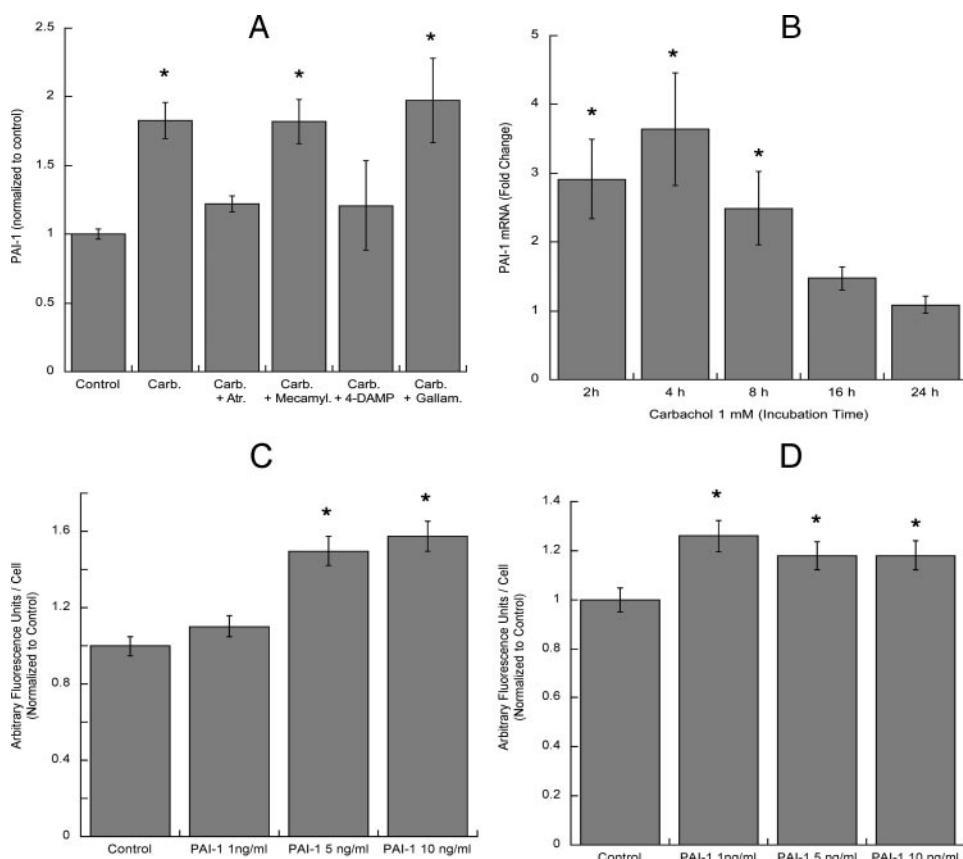 A
2.5
2
1.5
1
0.5
0
PAI-1 (normalized to control)
*
*
*
Control
Carb.
Carb.
+ Atr.
Carb.
+ Mecamyl.
Carb.
+ 4-DAMP
Carb.
+ Gallam.
B
5
4
3
2
1
0
PAI-1 mRNA (Fold Change)
*
*
*
2h
4 h
8 h
16 h
24 h
Carbachol 1 mM (Incubation Time)
C
1.6
1.2
0.8
0.4
0
Arbitrary Fluorescence Units / Cell
(Normalized to Control)
*
*
Control
PAI-1 1ng/ml
PAI-1 5 ng/ml
PAI-1 10 ng/ml
D
1.4
1.2
1
0.8
0.6
0.4
0.2
0
Arbitrary Fluorescence Units / Cell
(Normalized to Control)
*
*
*
Control
PAI-1 1ng/ml
PAI-1 5 ng/ml
PAI-1 10 ng/ml